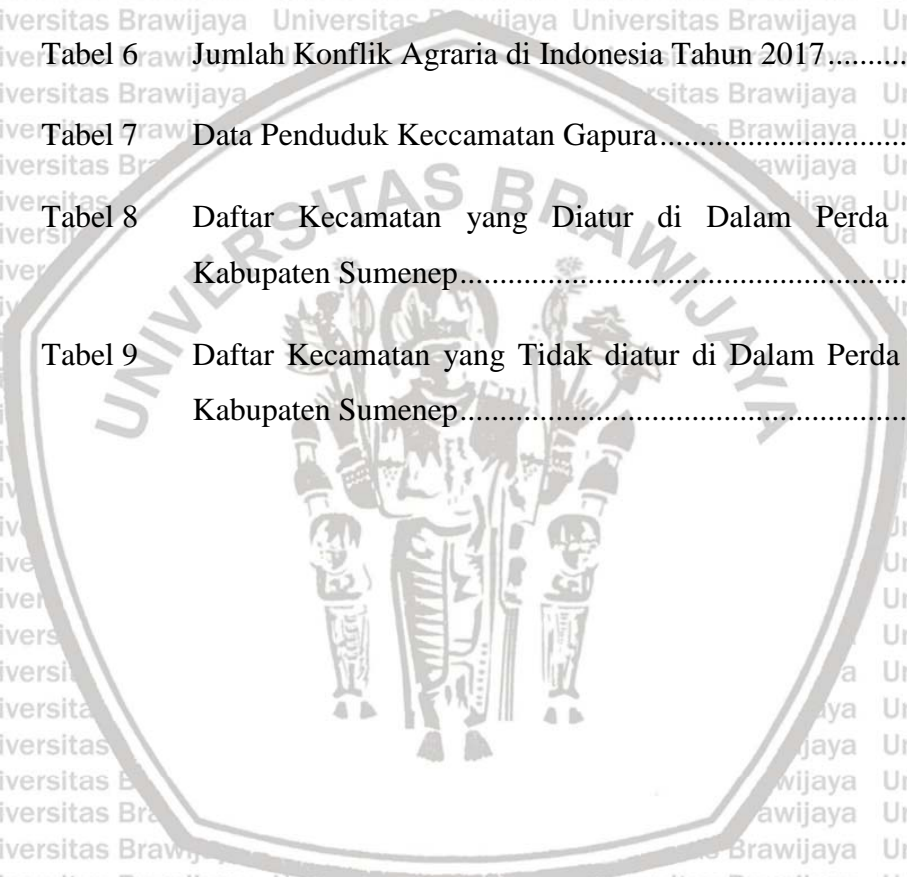 Tabel 6 Jumlah Konflik Agraria di Indonesia Tahun 2017..........
Tabel 7 Data Penduduk Keccamatan Gapura..............................
Tabel 8 Daftar Kecamatan yang Diatur di Dalam Perda
Kabupaten Sumenep......................................................
Tabel 9 Daftar Kecamatan yang Tidak diatur di Dalam Perda
Kabupaten Sumenep......................................................
UNIVERSITAS BRAWIJAYA